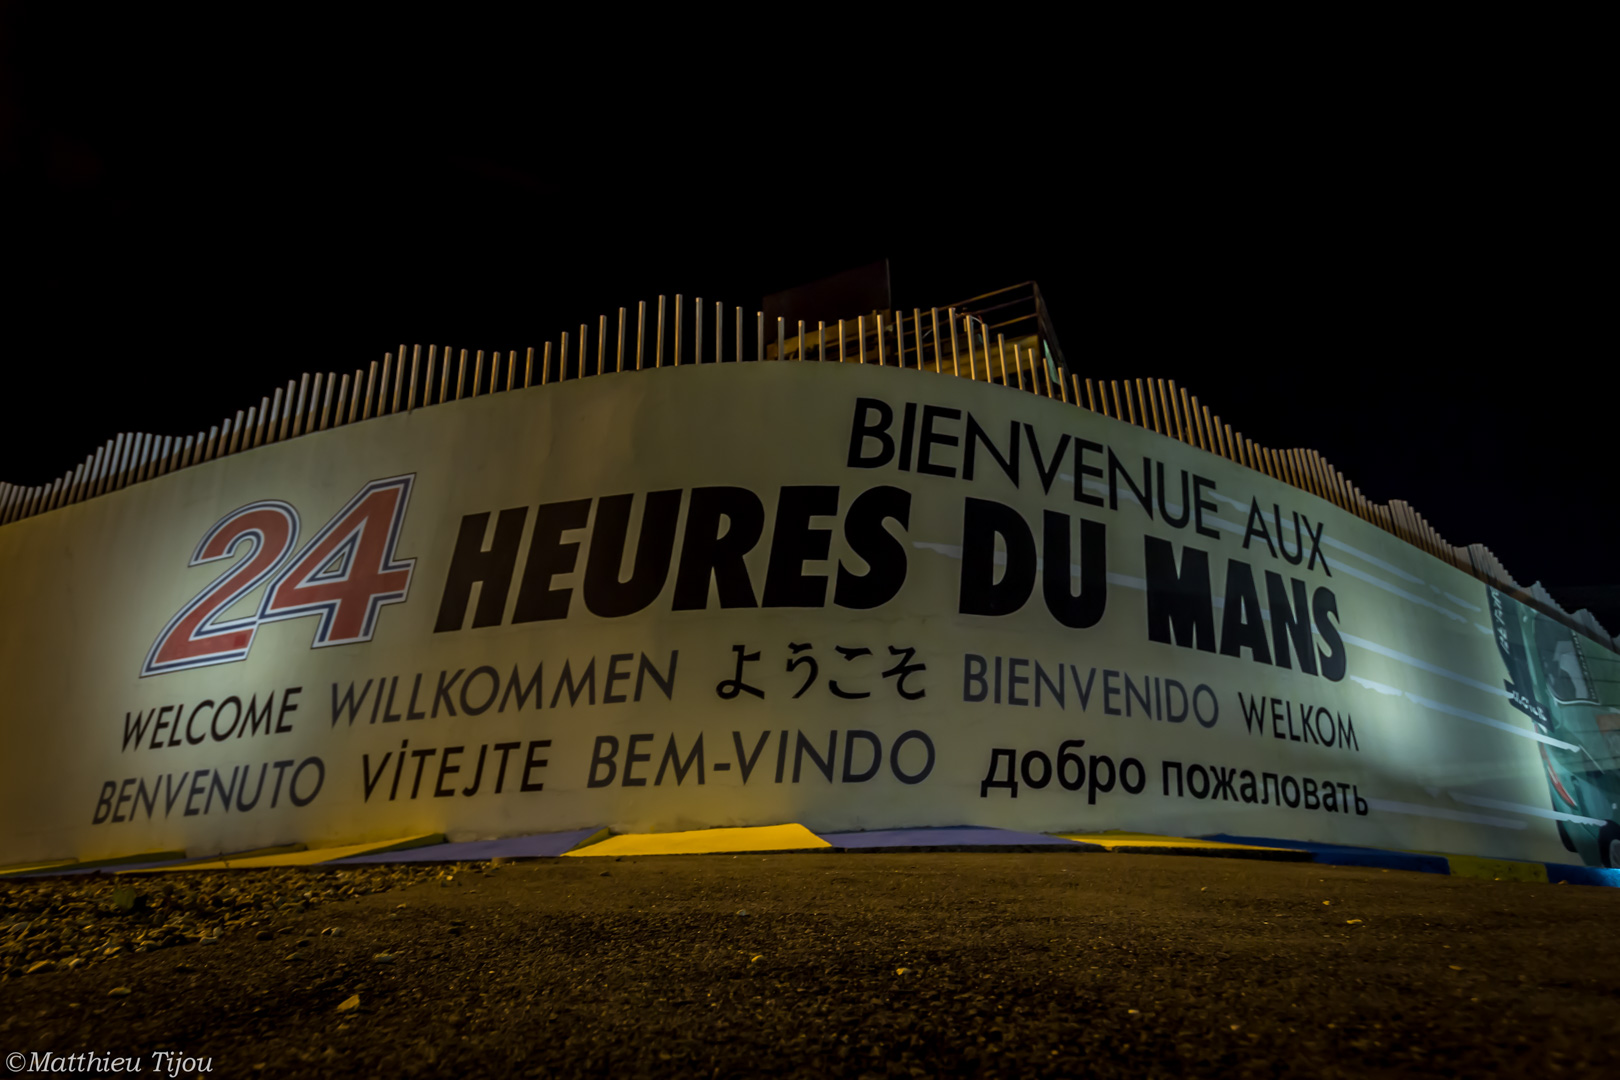 BIENVENUE AUX
24 HEURES DU MANS
WELCOME WILLKOMMEN ようこそ BIENVENIDO WELKOM
BENVENUTO VİTEJTE BEM-VINDO добро пожаловать
©Matthieu Tijou